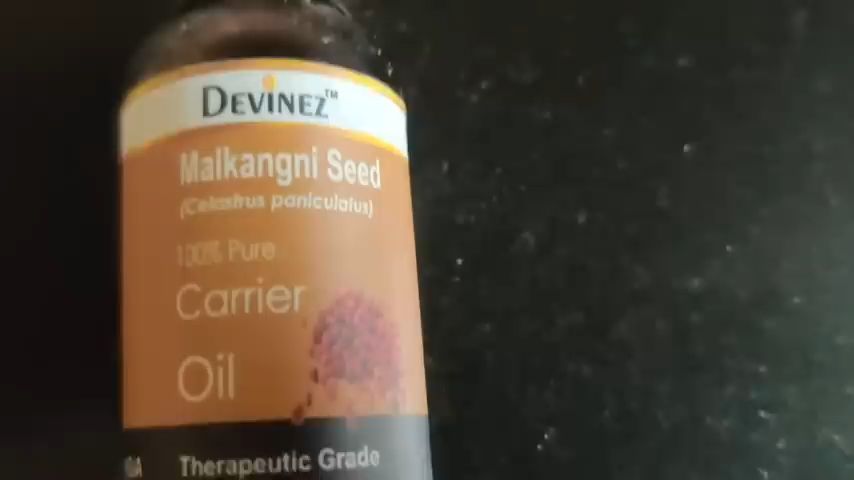 DEVINEZ™
Malkangni Seed
(Celastrus paniculatus)
100% Pure
Carrier
Oil
Therapeutic Grade